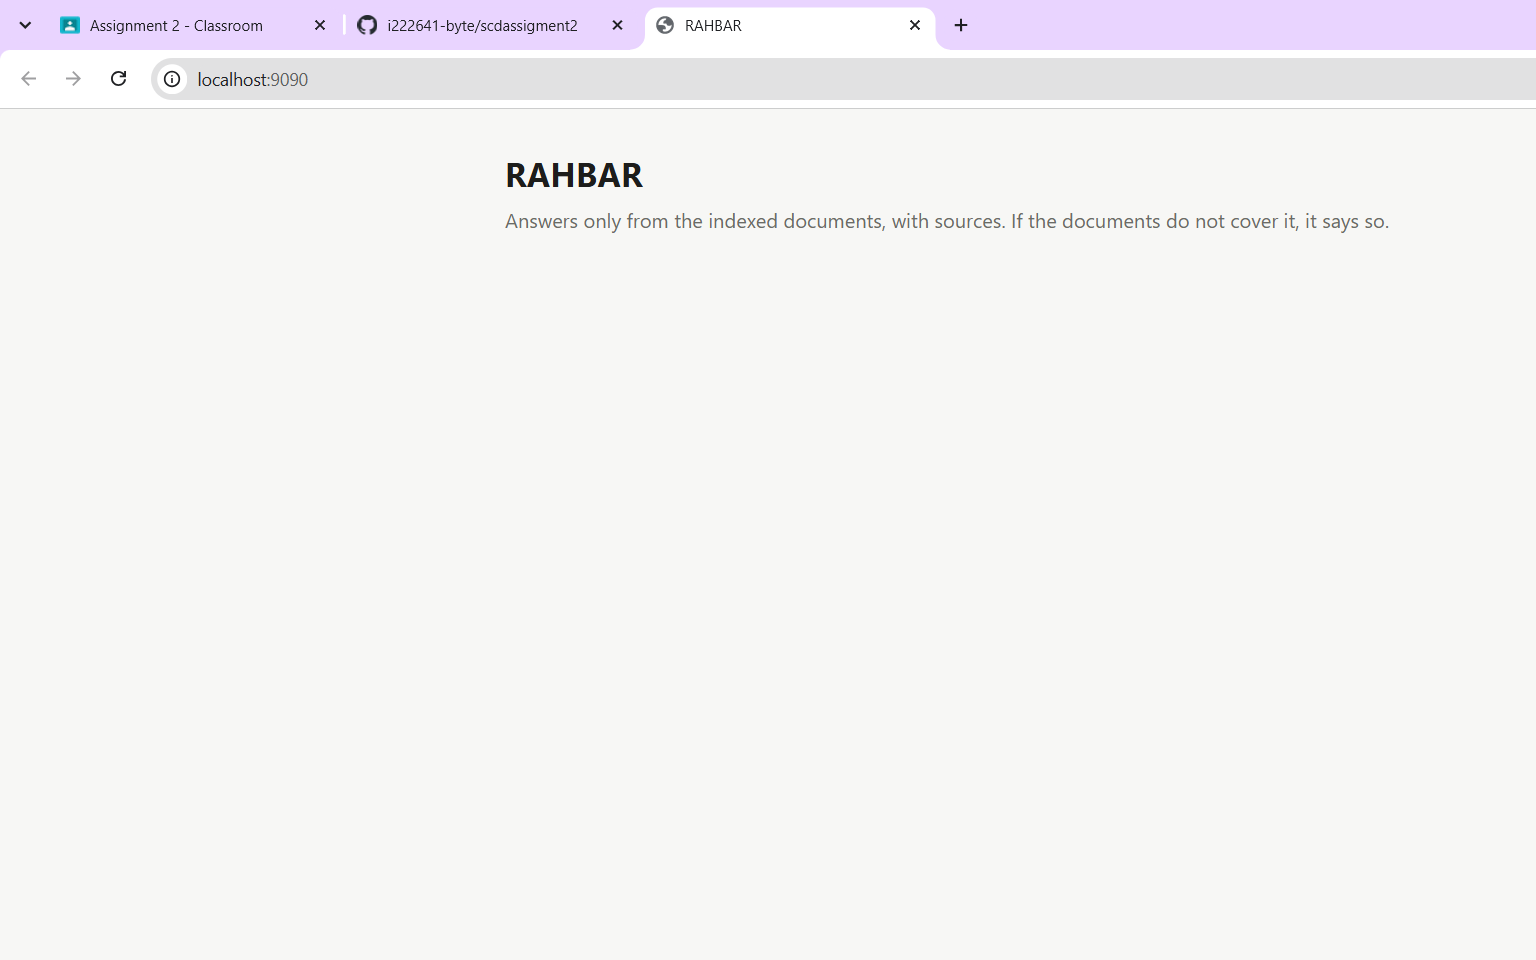 Assignment 2 - Classroom
i222641-byte/scdassigment2
RAHBAR
localhost:9090
RAHBAR
Answers only from the indexed documents, with sources. If the documents do not cover it, it says so.